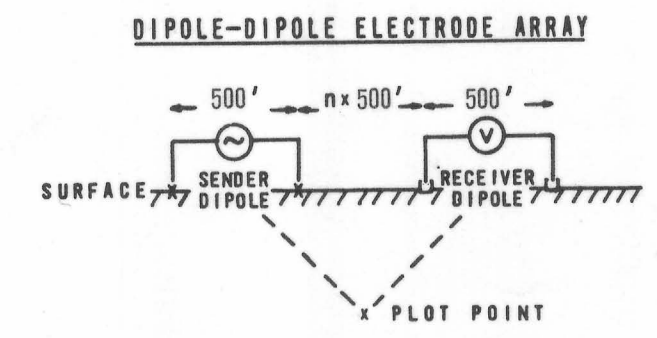 DIPOLE-DIPOLE ELECTRODE ARRAY
500' n x 500' 500'
~ V
SURFACE x SENDER x RECEIVER
DIPOLE DIPOLE
x PLOT POINT